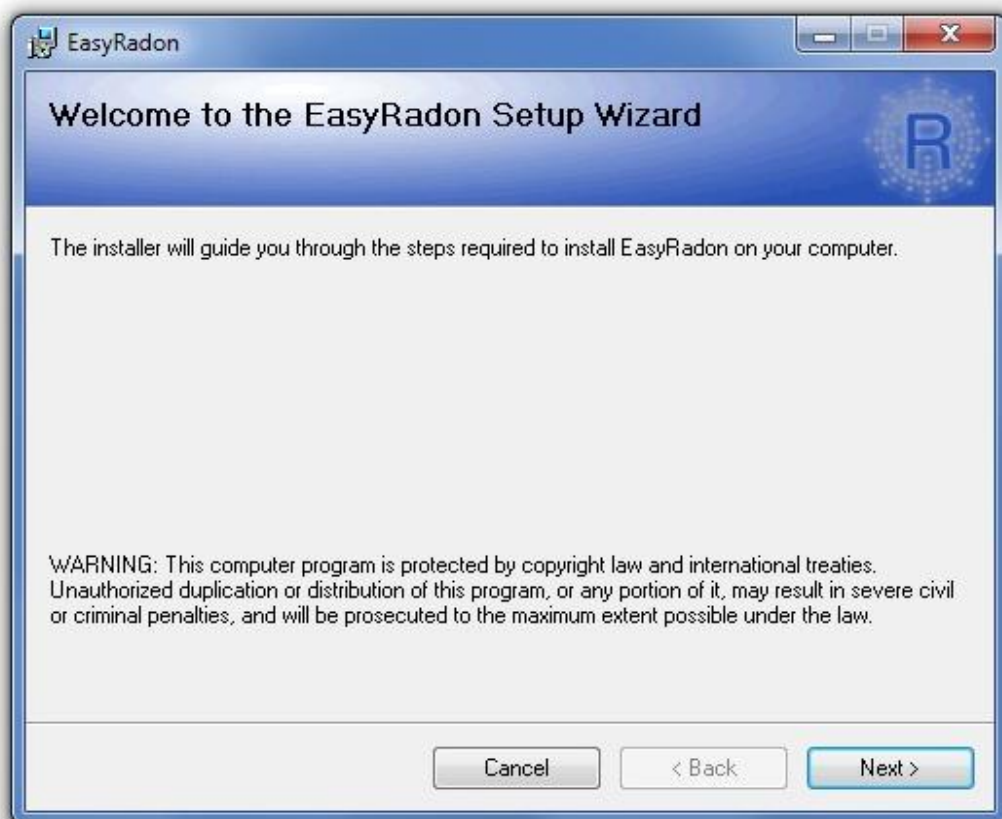 EasyRadon
Welcome to the EasyRadon Setup Wizard
R
The installer will guide you through the steps required to install EasyRadon on your computer.
WARNING: This computer program is protected by copyright law and international treaties.
Unauthorized duplication or distribution of this program, or any portion of it, may result in severe civil
or criminal penalties, and will be prosecuted to the maximum extent possible under the law.
Cancel
< Back
Next >